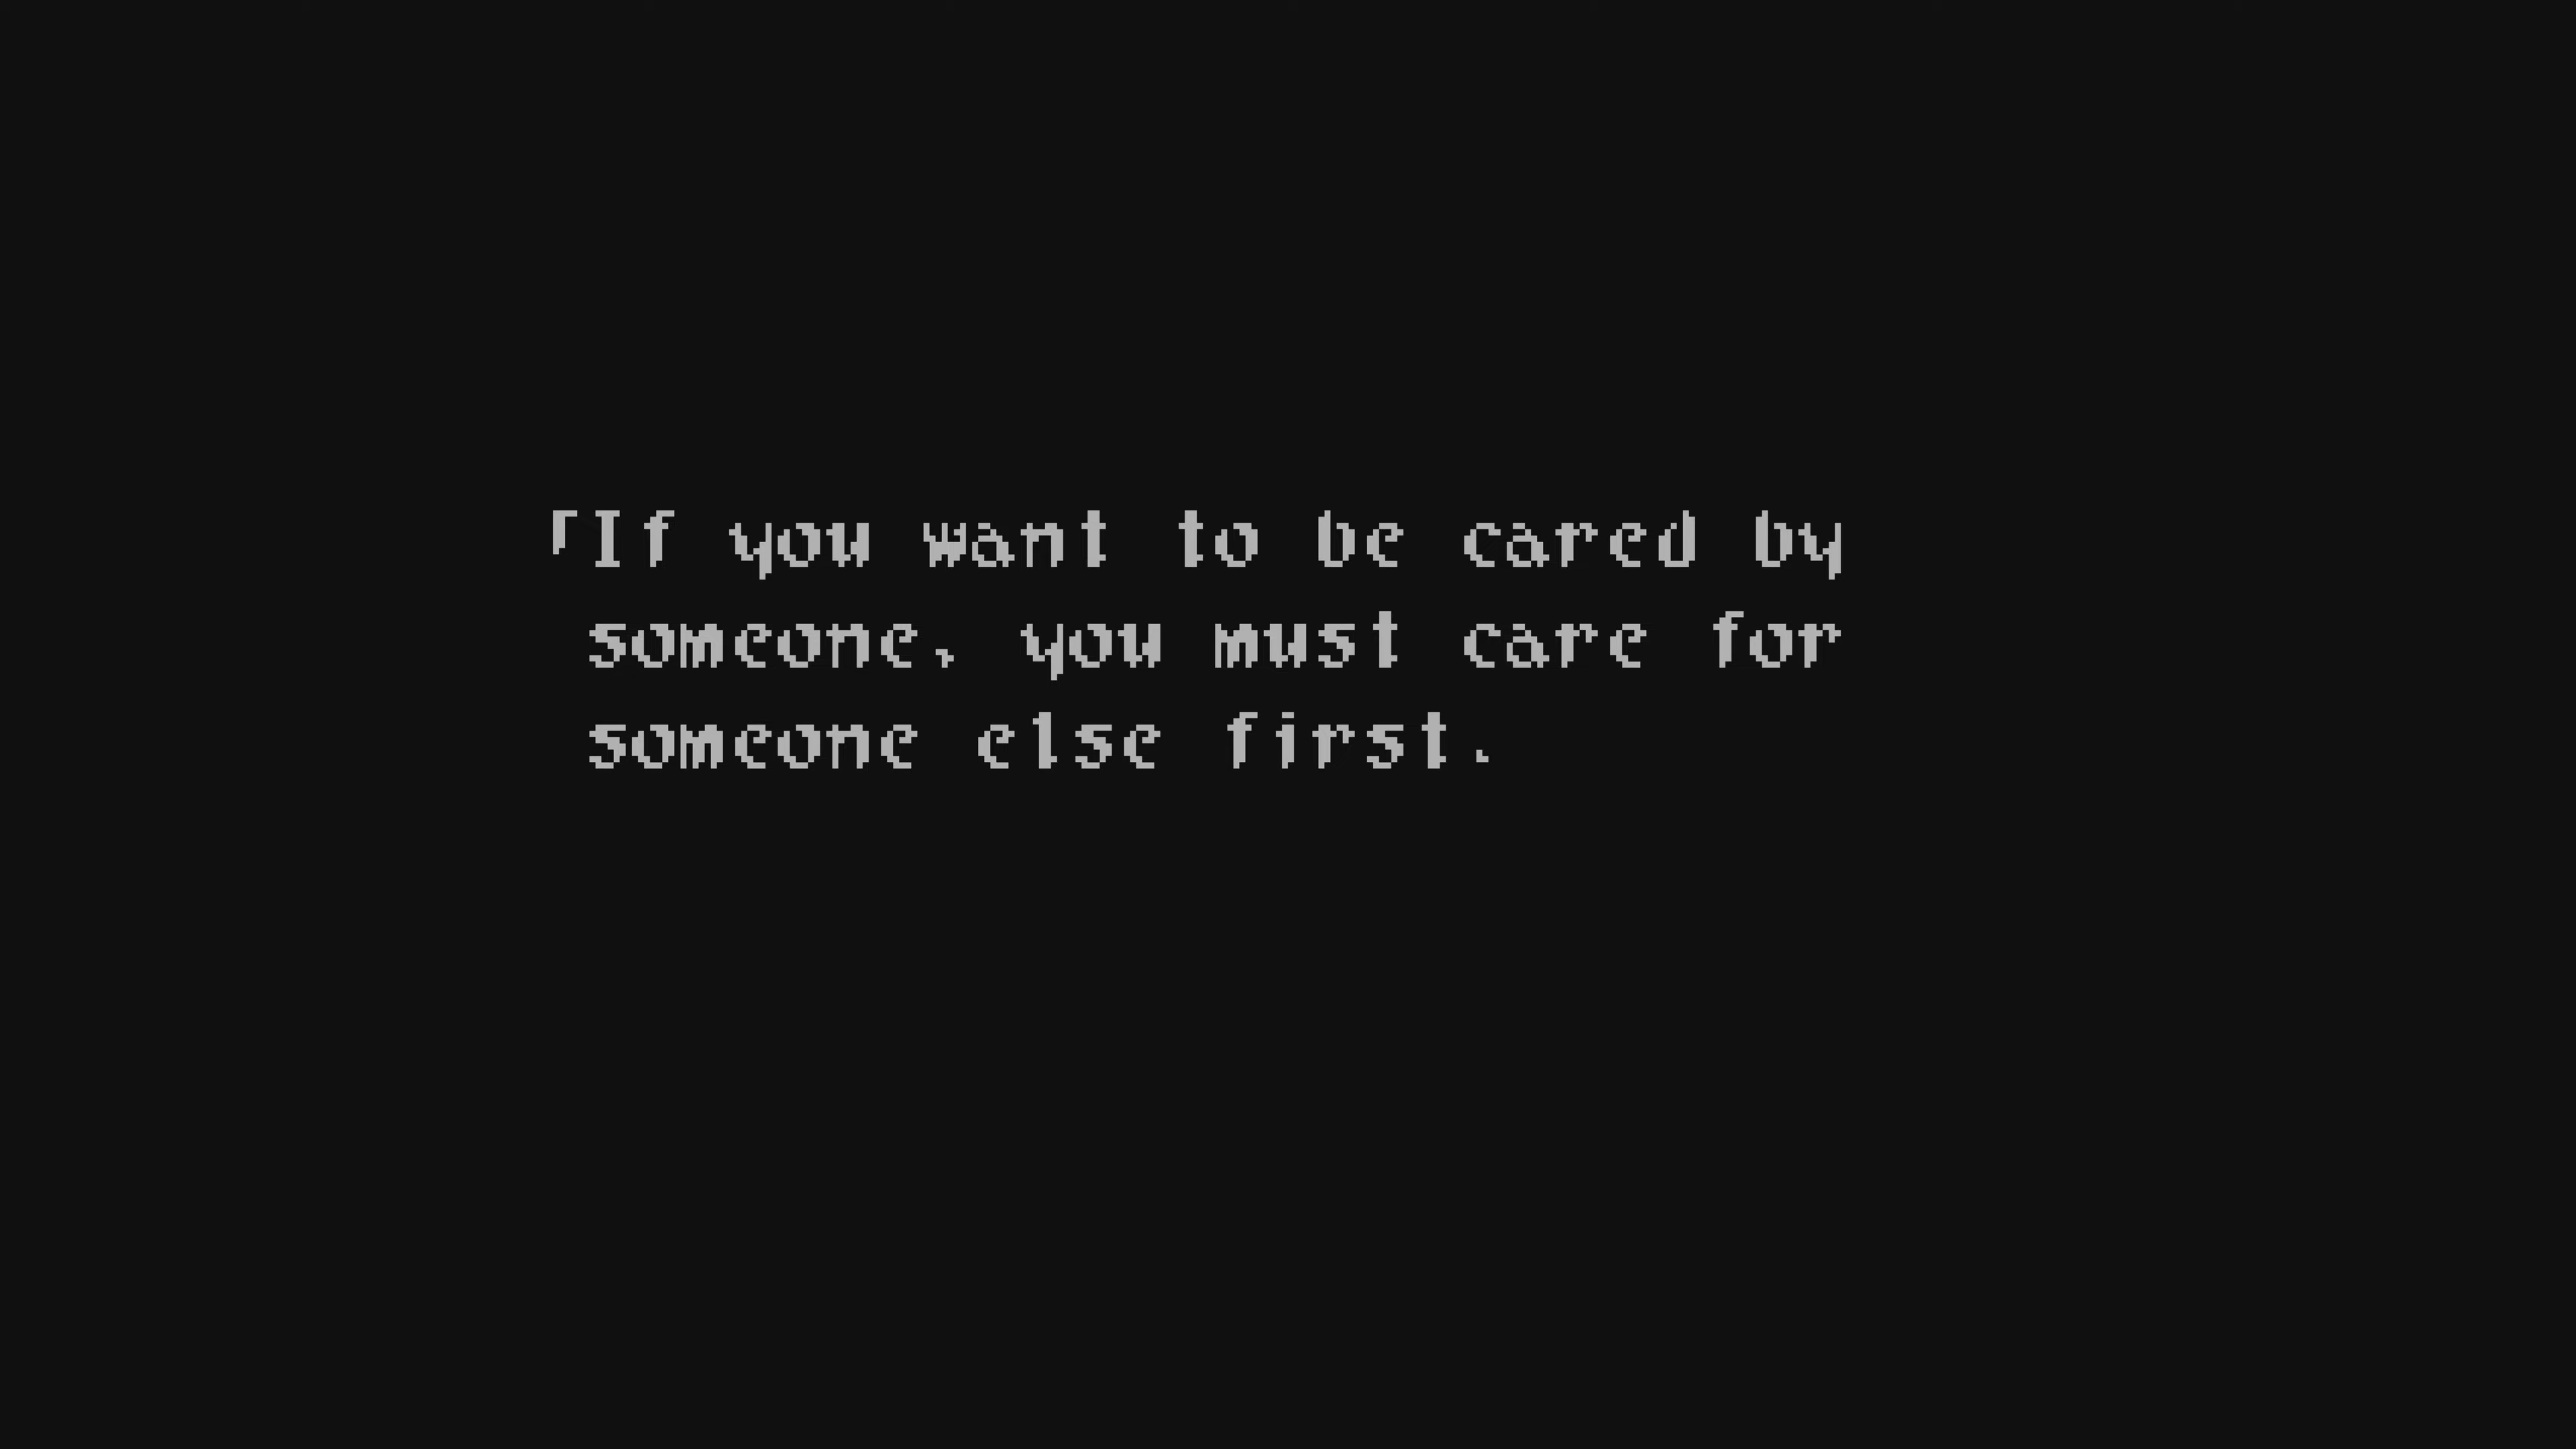 「If you want to be cared by
someone, you must care for
someone else first.